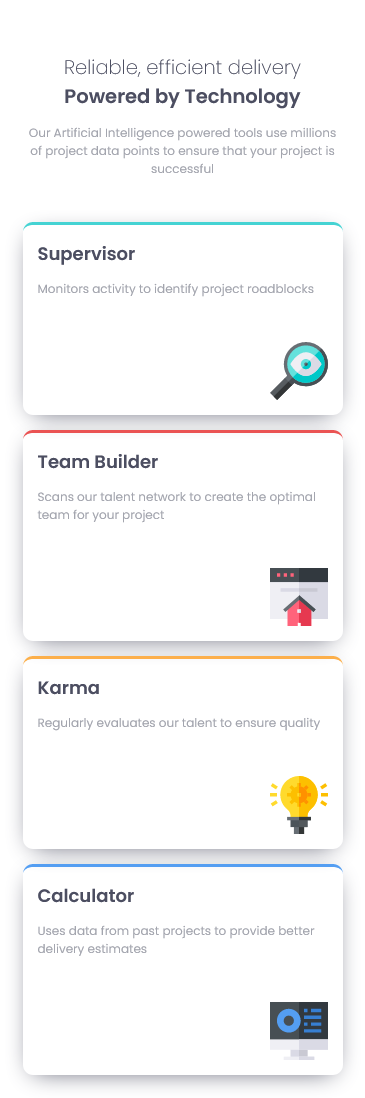 Reliable, efficient delivery
Powered by Technology
Our Artificial Intelligence powered tools use millions
of project data points to ensure that your project is
successful
Supervisor
Monitors activity to identify project roadblocks
Team Builder
Scans our talent network to create the optimal
team for your project
Karma
Regularly evaluates our talent to ensure quality
Calculator
Uses data from past projects to provide better
delivery estimates